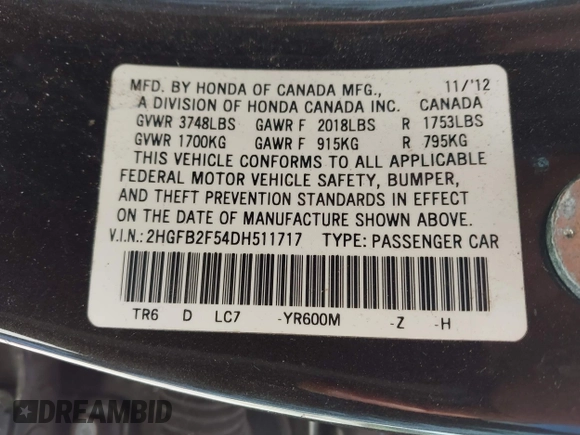 MFD. BY HONDA OF CANADA MFG., 11/'12
A DIVISION OF HONDA CANADA INC. CANADA
GVWR 3748LBS GAWR F 2018LBS R 1753LBS
GVWR 1700KG GAWR F 915KG R 795KG
THIS VEHICLE CONFORMS TO ALL APPLICABLE
FEDERAL MOTOR VEHICLE SAFETY, BUMPER,
AND THEFT PREVENTION STANDARDS IN EFFECT
ON THE DATE OF MANUFACTURE SHOWN ABOVE.
V.I.N.:2HGFB2F54DH511717 TYPE: PASSENGER CAR
TR6 D LC7 -YR600M -Z -H
DREAMBID